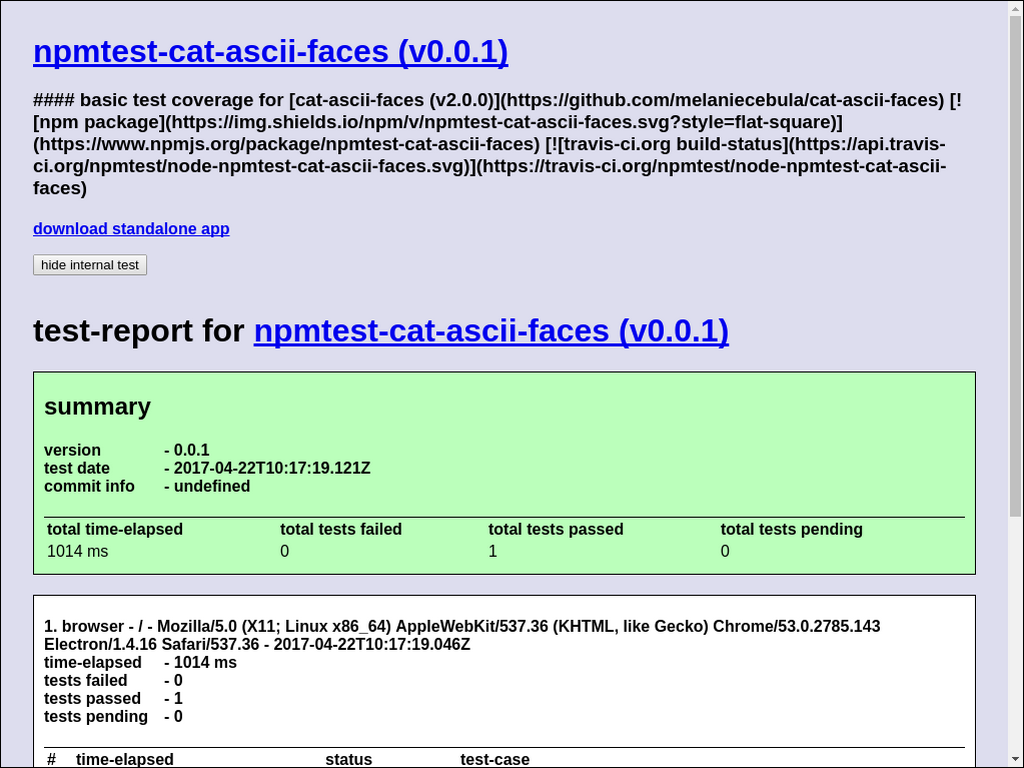 npmtest-cat-ascii-faces (v0.0.1)
#### basic test coverage for [cat-ascii-faces (v2.0.0)](https://github.com/melaniecebula/cat-ascii-faces) [!
[npm package](https://img.shields.io/npm/v/npmtest-cat-ascii-faces.svg?style=flat-square)]
(https://www.npmjs.org/package/npmtest-cat-ascii-faces) [![travis-ci.org build-status](https://api.travis-
ci.org/npmtest/node-npmtest-cat-ascii-faces.svg)](https://travis-ci.org/npmtest/node-npmtest-cat-ascii-
faces)
download standalone app
hide internal test
test-report for npmtest-cat-ascii-faces (v0.0.1)
summary
version - 0.0.1
test date - 2017-04-22T10:17:19.121Z
commit info - undefined
total time-elapsed total tests failed total tests passed total tests pending
1014 ms 0 1 0
1. browser - / - Mozilla/5.0 (X11; Linux x86_64) AppleWebKit/537.36 (KHTML, like Gecko) Chrome/53.0.2785.143
Electron/1.4.16 Safari/537.36 - 2017-04-22T10:17:19.046Z
time-elapsed - 1014 ms
tests failed - 0
tests passed - 1
tests pending - 0
# time-elapsed status test-case